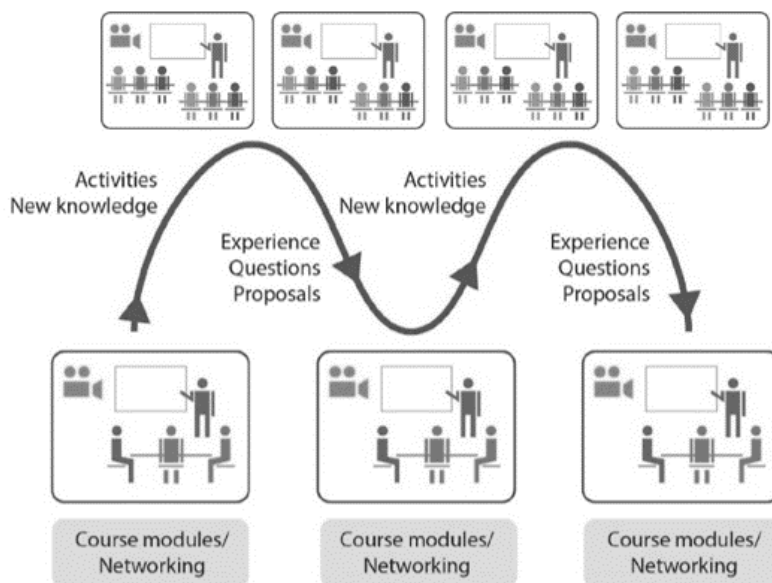 Activities
New knowledge
Activities
New knowledge
Experience
Questions
Proposals
Experience
Questions
Proposals
Course modules/
Networking
Course modules/
Networking
Course modules/
Networking